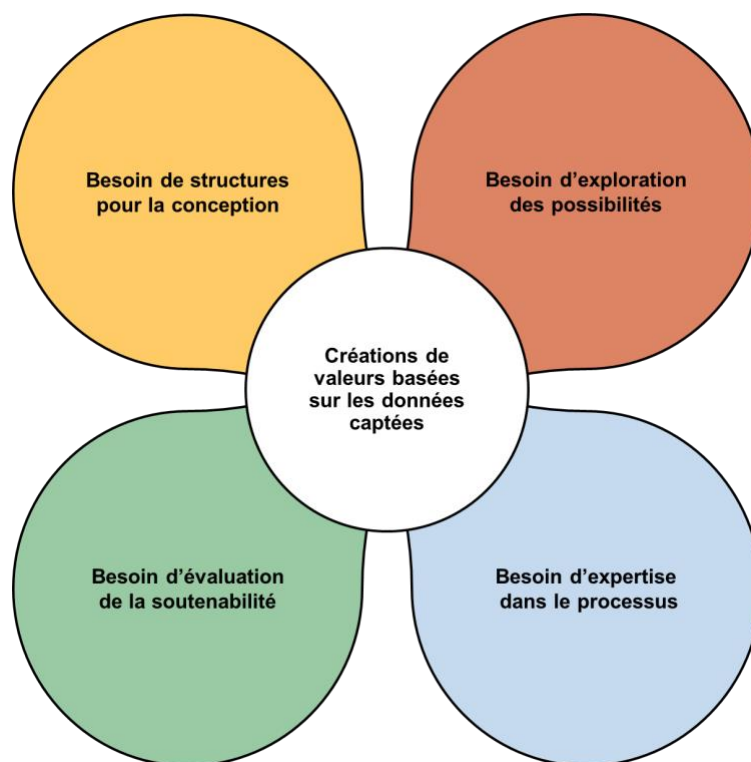 Besoin de structures
pour la conception
Besoin d’exploration
des possibilités
Créations de
valeurs basées
sur les données
captées
Besoin d’évaluation
de la soutenabilité
Besoin d’expertise
dans le processus